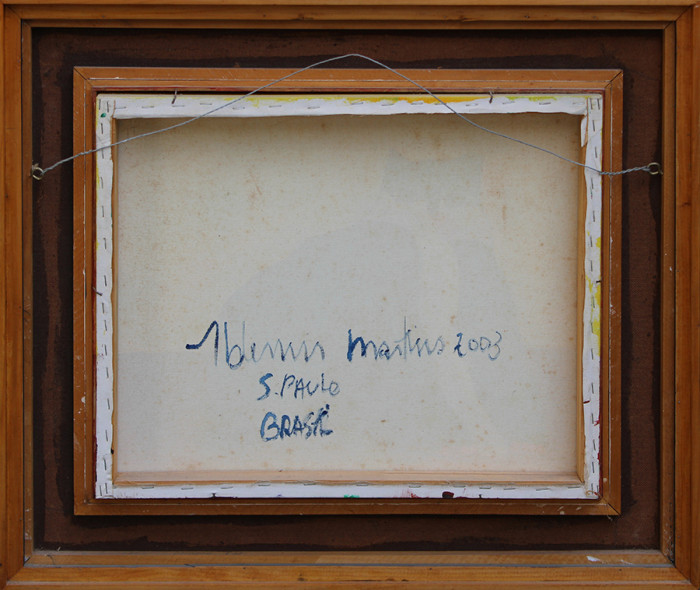 Aldemir Martins 2003
S. PAULO
BRASIL